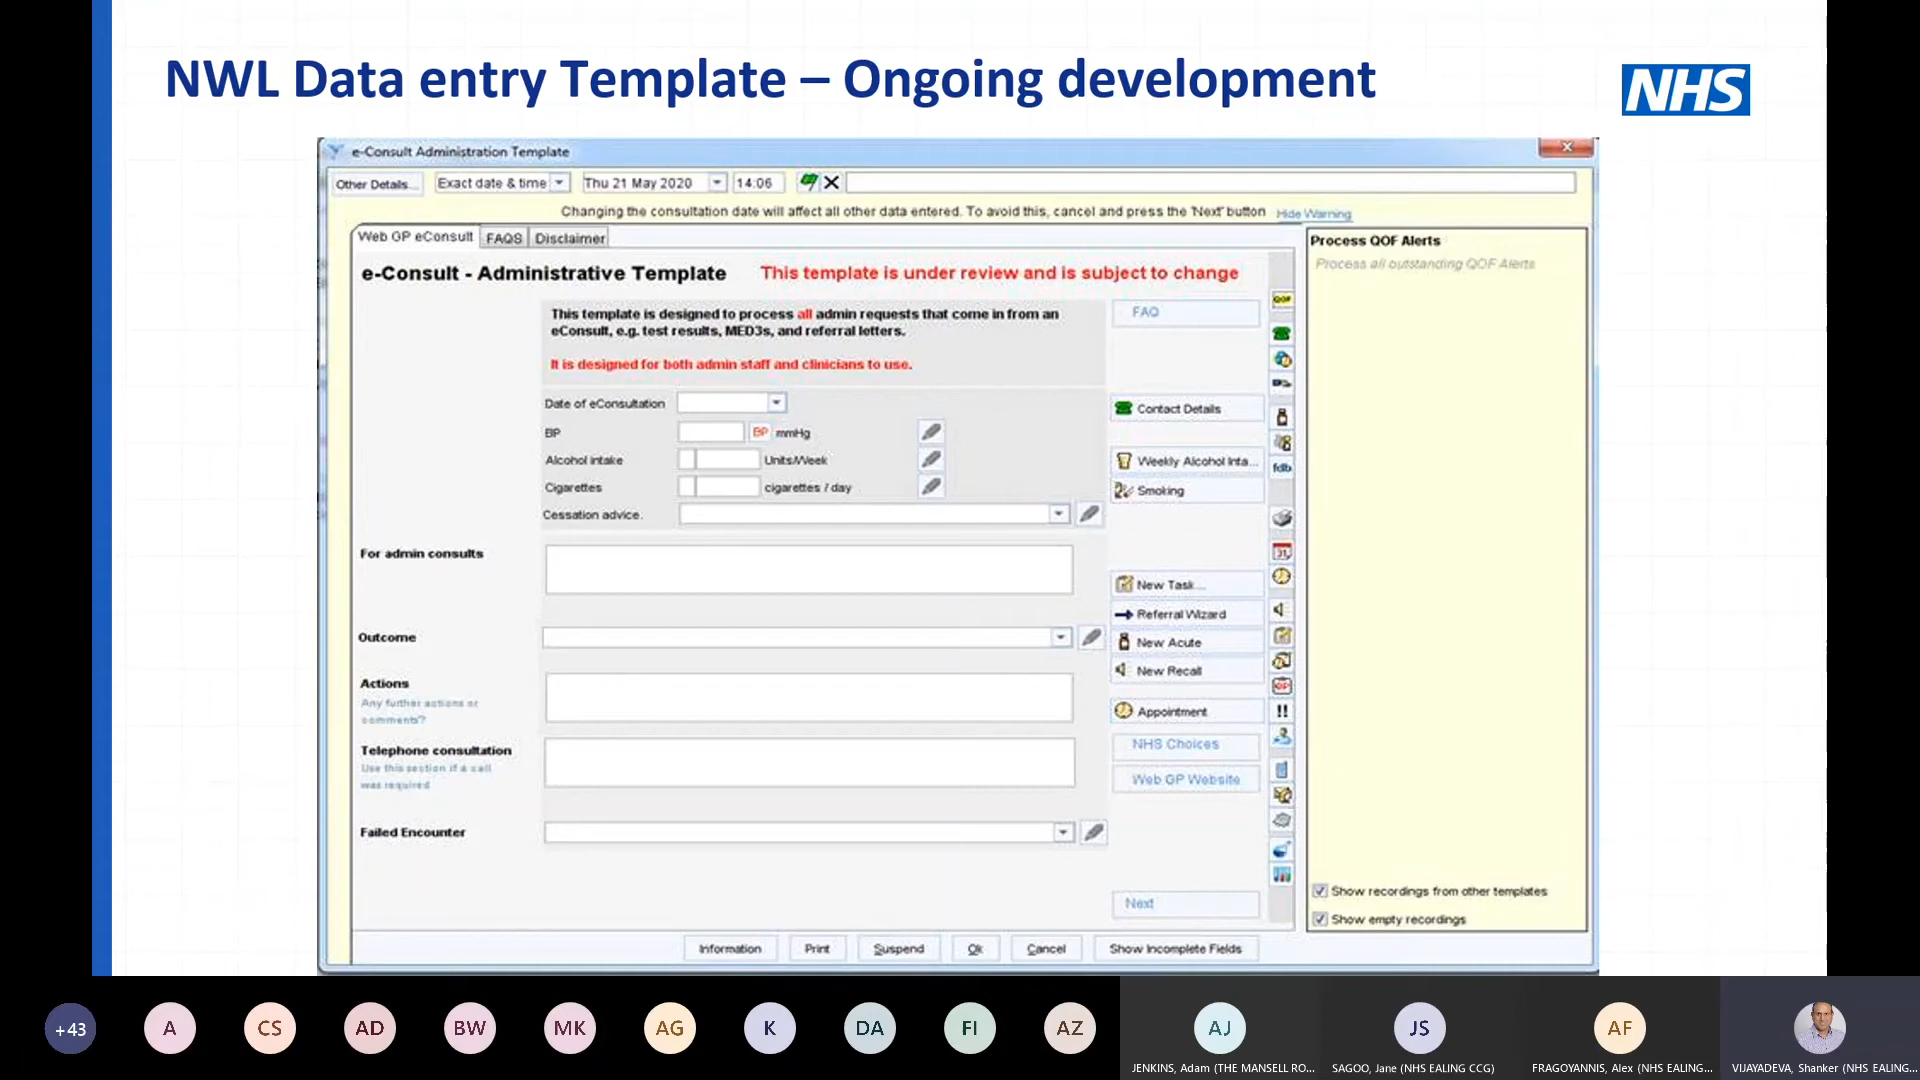 NWL Data entry Template – Ongoing development
NHS
e-Consult Administration Template
Other Details...
Exact date & time
Thu 21 May 2020
14:06
Changing the consultation date will affect all other data entered. To avoid this, cancel and press the 'Next' button
Hide Warning
Web GP eConsult
FAQS
Disclaimer
Process QOF Alerts
Process all outstanding QOF Alerts
e-Consult - Administrative Template
This template is under review and is subject to change
This template is designed to process all admin requests that come in from an
eConsult, e.g. test results, MED3s, and referral letters.
It is designed for both admin staff and clinicians to use.
FAQ
QOF
Date of eConsultation
Contact Details
BP
BP
mmHg
Alcohol intake
Units/Week
Weekly Alcohol Inta...
fdb
Cigarettes
cigarettes / day
Smoking
Cessation advice.
For admin consults
31
New Task...
Referral Wizard
Outcome
New Acute
New Recall
Actions
Any further actions or
comments?
Appointment
!!
Telephone consultation
Use this section if a call
was required
NHS Choices
Web GP Website
Failed Encounter
Show recordings from other templates
Next
Show empty recordings
Information
Print
Suspend
Ok
Cancel
Show Incomplete Fields
+43
A
CS
AD
BW
MK
AG
K
DA
FI
AZ
AJ
JS
AF
JENKINS, Adam (THE MANSELL RO...
SAGOO, Jane (NHS EALING CCG)
FRAGOYANNIS, Alex (NHS EALING...
VIJAYADEVA, Shanker (NHS EALING...